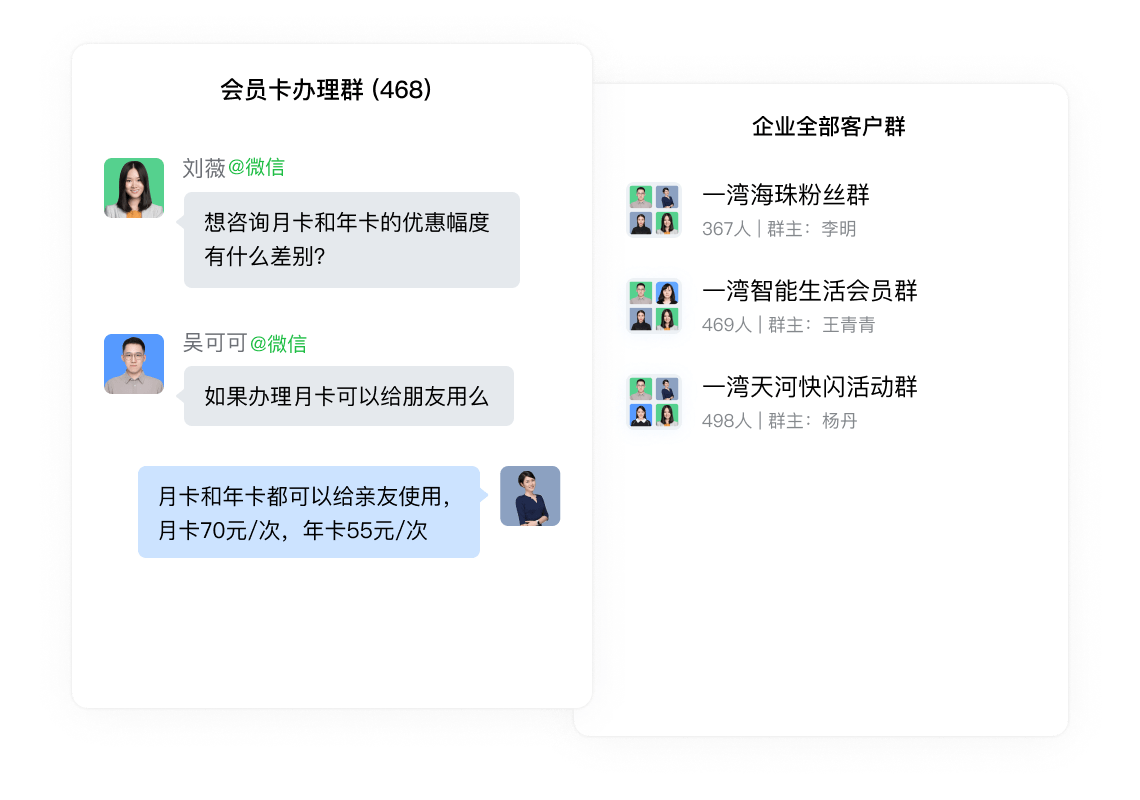 会员卡办理群 (468)
刘薇@微信
想咨询月卡和年卡的优惠幅度
有什么差别?
吴可可@微信
如果办理月卡可以给朋友用么
月卡和年卡都可以给亲友使用,
月卡70元/次，年卡55元/次
企业全部客户群
一湾海珠粉丝群
367人 | 群主：李明
一湾智能生活会员群
469人 | 群主：王青青
一湾天河快闪活动群
498人 | 群主：杨丹